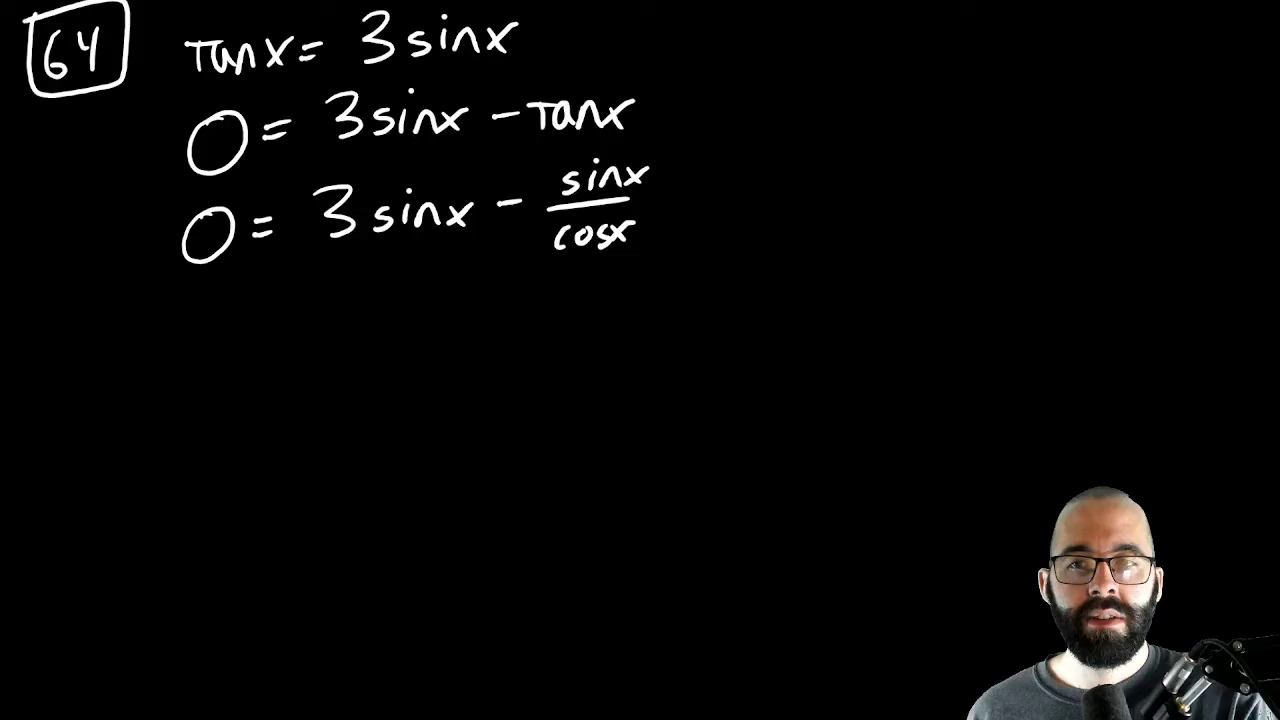 64 tanx = 3sinx
0 = 3sinx - tanx
0 = 3sinx - sinx/cosx